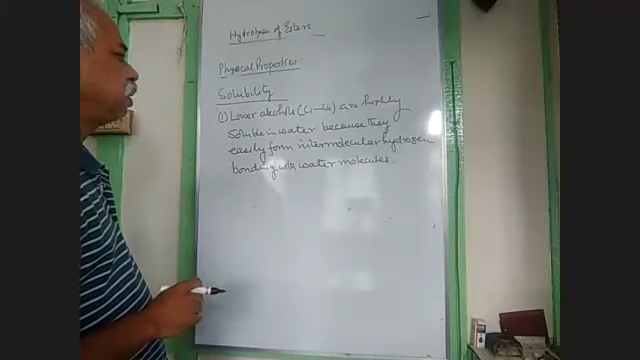 Hydrolysis of Esters
Physical Properties:
Solubility:
① Lower alcohols (C₁–C₄) are highly
soluble in water because they
easily form intermolecular hydrogen
bonding with water molecules.